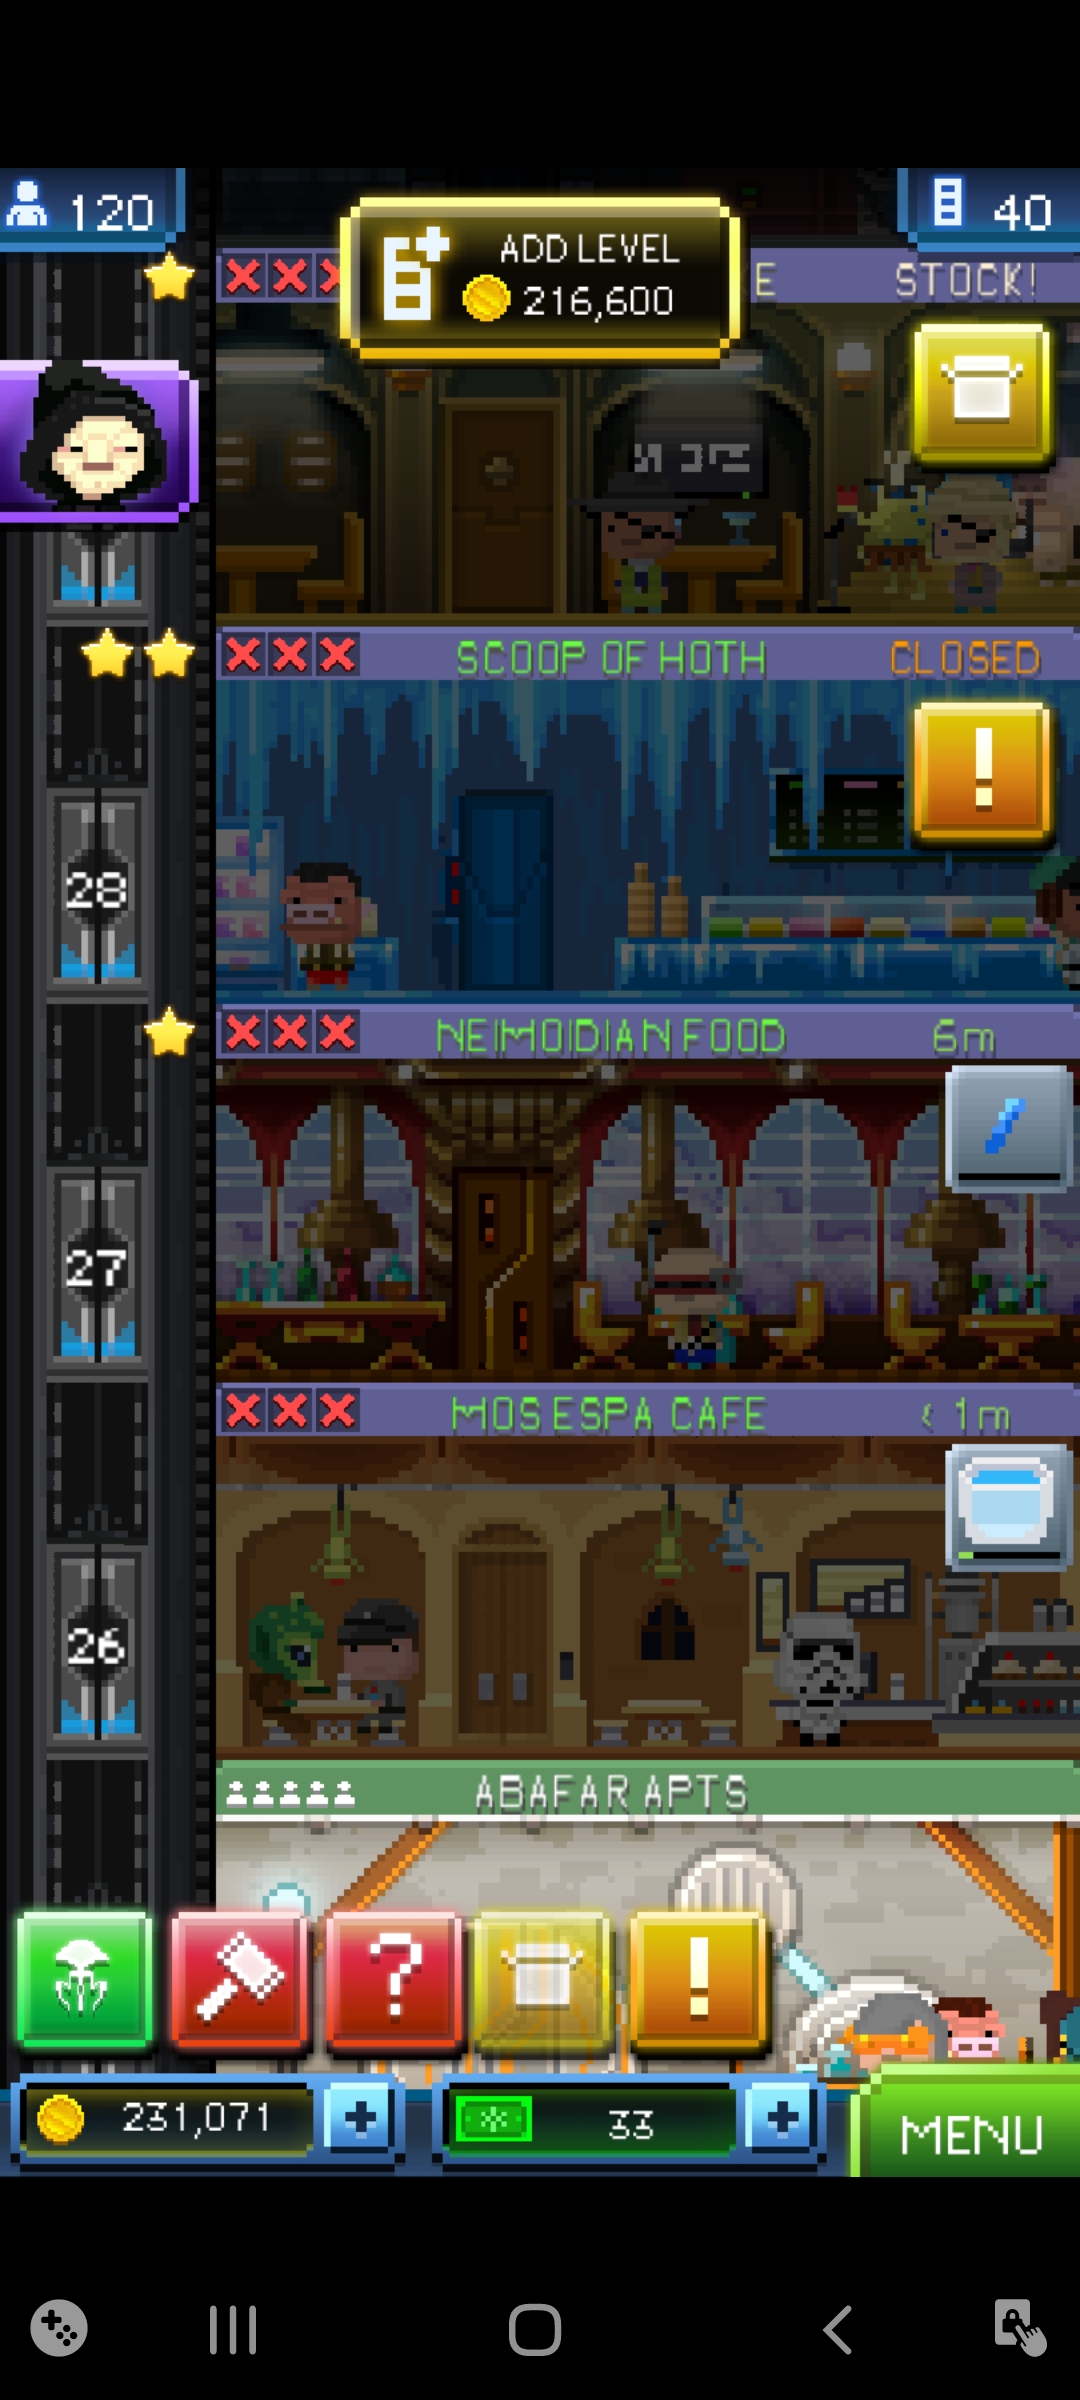 120
ADD LEVEL
216,600
40
E STOCK!
SCOOP OF HOTH CLOSED
!
28
NEIMOIDIAN FOOD 6m
27
MOS ESPA CAFE < 1m
26
ABAFAR APTS
? !
231,071 + 33 + MENU